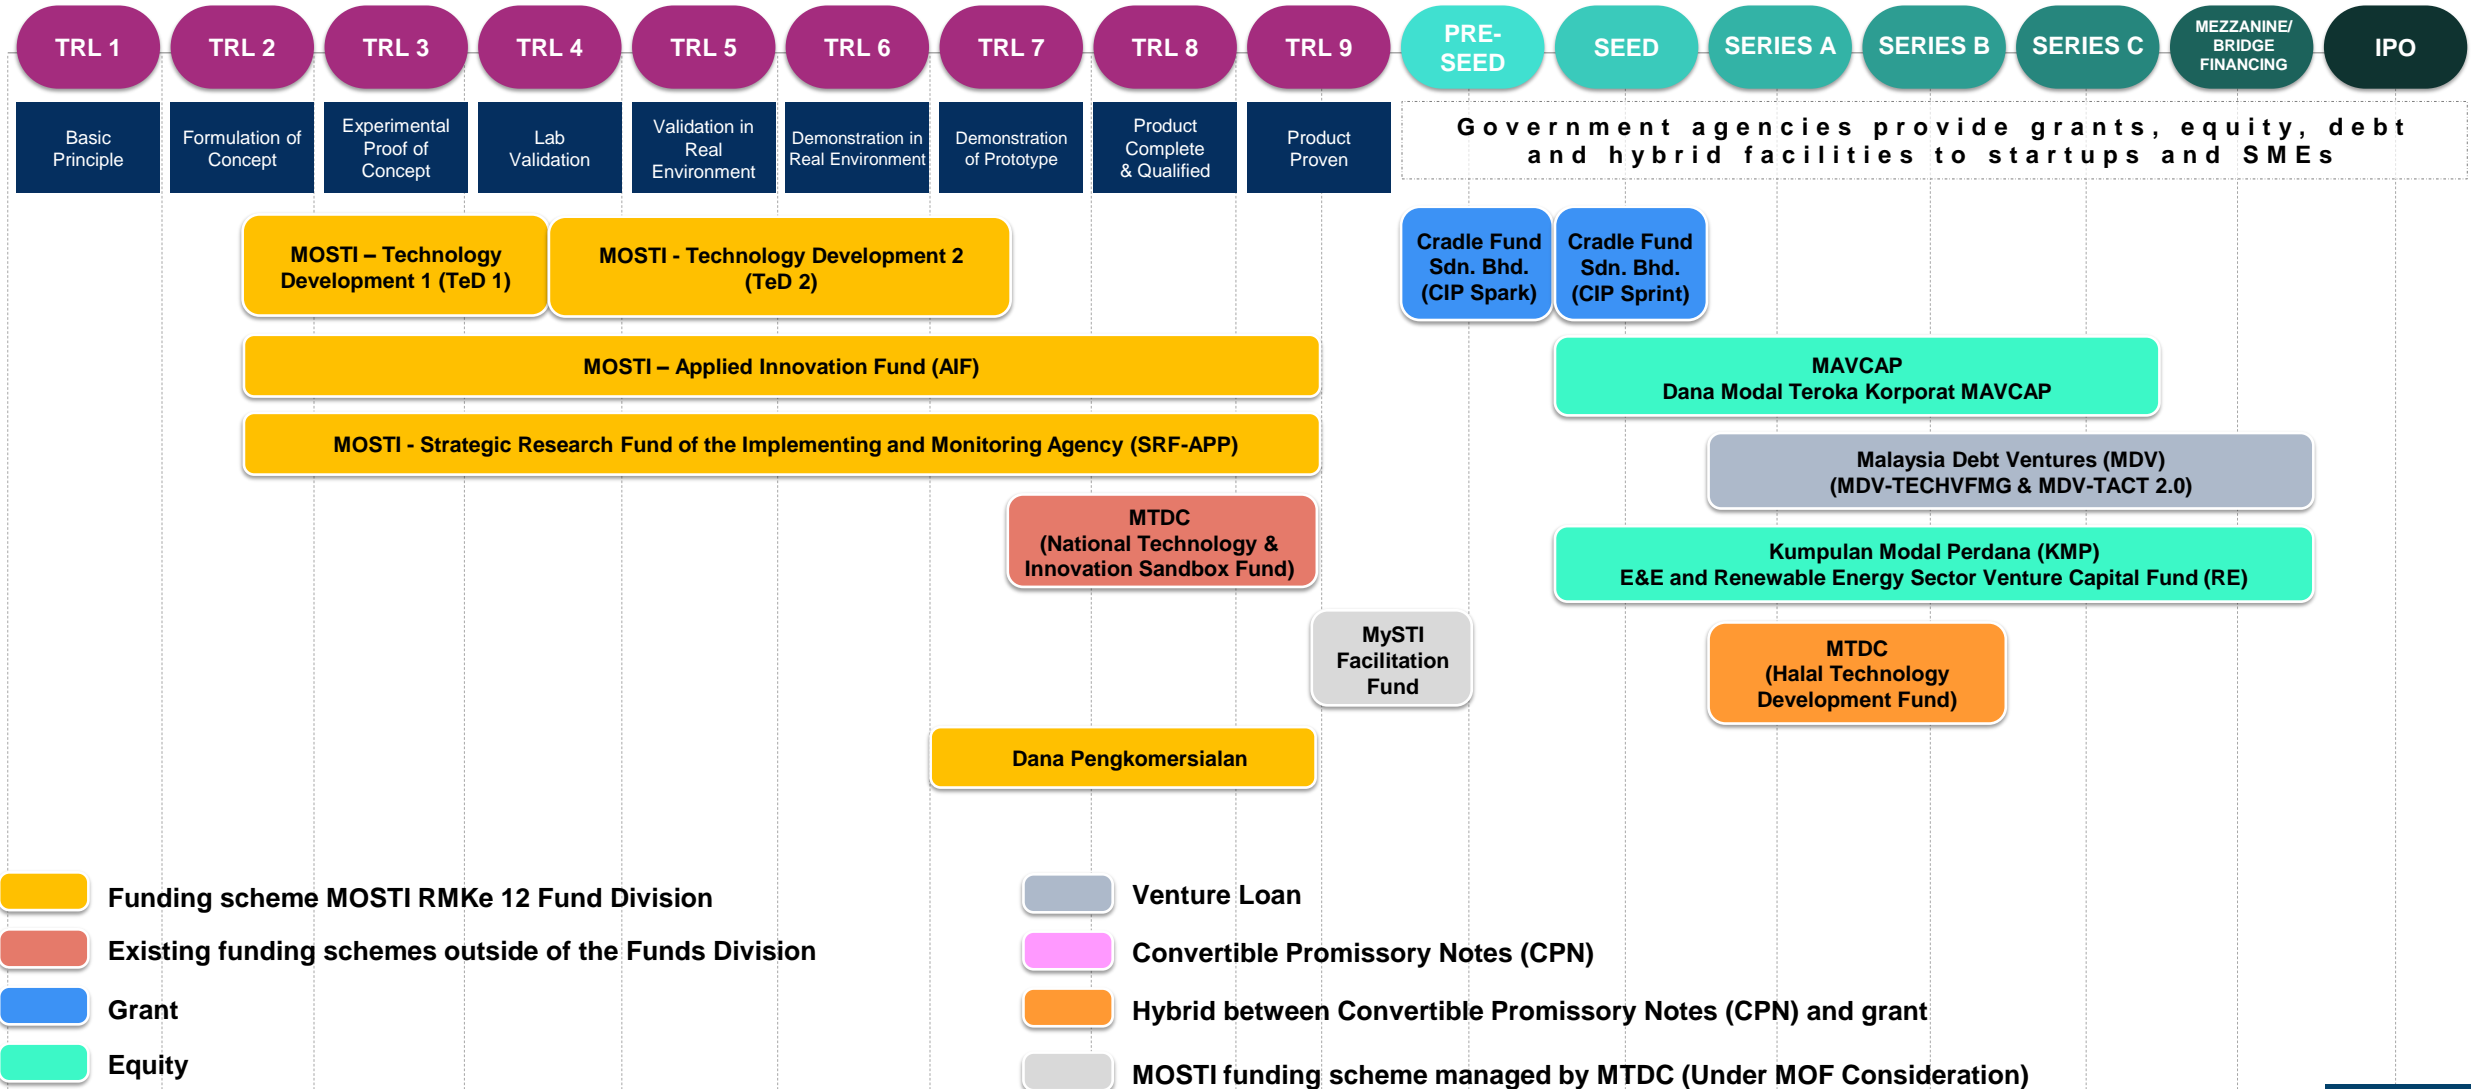 TRL 1
TRL 2
TRL 3
TRL 4
TRL 5
TRL 6
TRL 7
TRL 8
TRL 9
PRE-
SEED
SEED
SERIES A
SERIES B
SERIES C
MEZZANINE/
BRIDGE
FINANCING
IPO
Basic
Principle
Formulation of
Concept
Experimental
Proof of
Concept
Lab
Validation
Validation in
Real
Environment
Demonstration in
Real Environment
Demonstration
of Prototype
Product
Complete
& Qualified
Product
Proven
Government agencies provide grants, equity, debt
and hybrid facilities to startups and SMEs
MOSTI – Technology
Development 1 (TeD 1)
MOSTI - Technology Development 2
(TeD 2)
Cradle Fund
Sdn. Bhd.
(CIP Spark)
Cradle Fund
Sdn. Bhd.
(CIP Sprint)
MOSTI – Applied Innovation Fund (AIF)
MAVCAP
Dana Modal Teroka Korporat MAVCAP
MOSTI - Strategic Research Fund of the Implementing and Monitoring Agency (SRF-APP)
Malaysia Debt Ventures (MDV)
(MDV-TECHVFMG & MDV-TACT 2.0)
MTDC
(National Technology &
Innovation Sandbox Fund)
Kumpulan Modal Perdana (KMP)
E&E and Renewable Energy Sector Venture Capital Fund (RE)
MySTI
Facilitation
Fund
MTDC
(Halal Technology
Development Fund)
Dana Pengkomersialan
Funding scheme MOSTI RMKe 12 Fund Division
Existing funding schemes outside of the Funds Division
Grant
Equity
Venture Loan
Convertible Promissory Notes (CPN)
Hybrid between Convertible Promissory Notes (CPN) and grant
MOSTI funding scheme managed by MTDC (Under MOF Consideration)